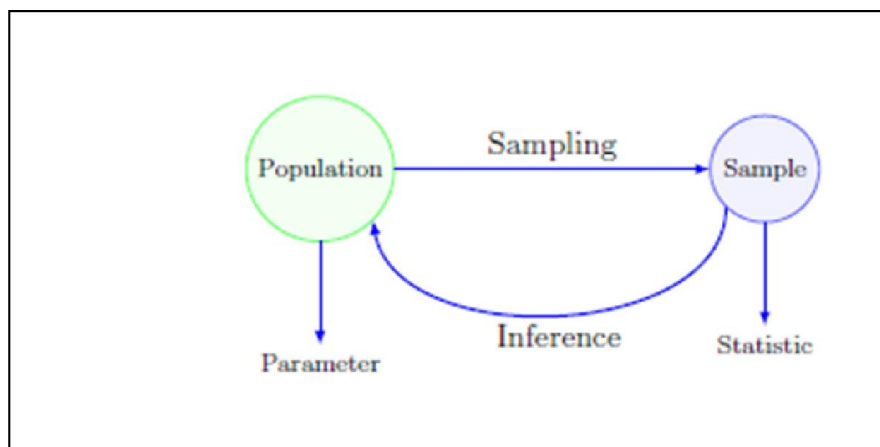 Sampling
Population
Sample
Inference
Statistic
Parameter